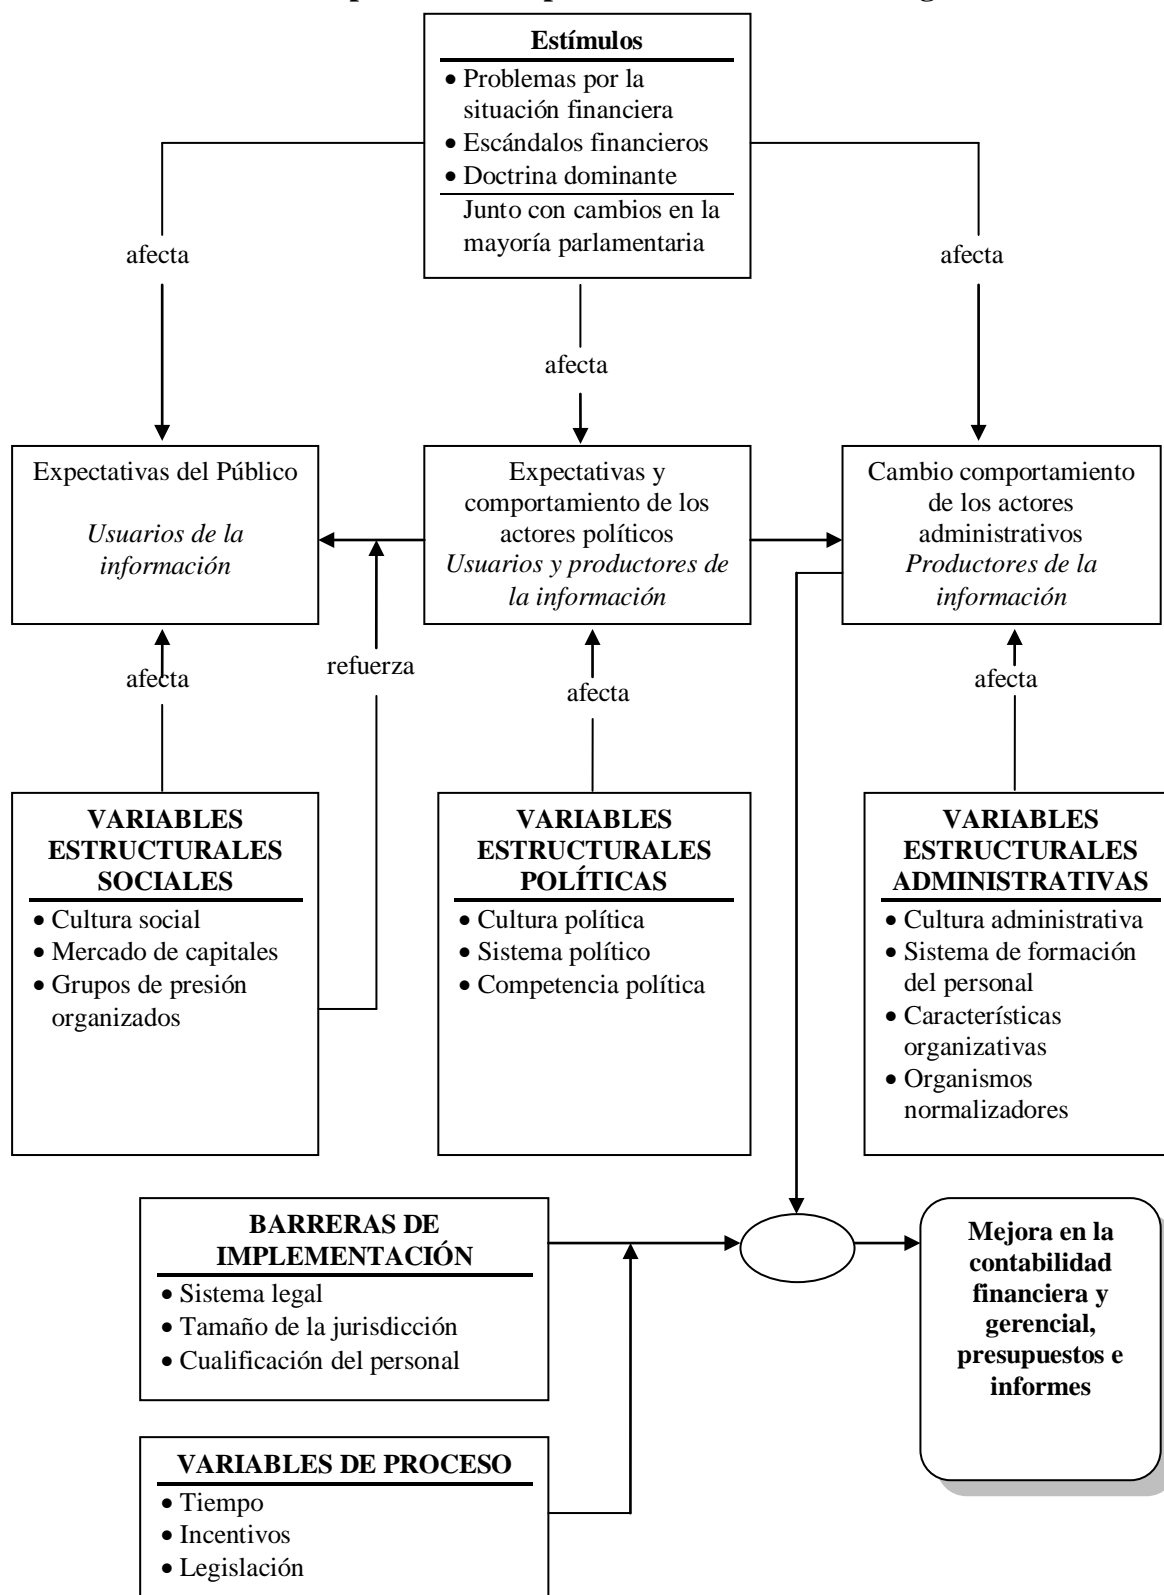 Estímulos
• Problemas por la
situación financiera
• Escándalos financieros
• Doctrina dominante
Junto con cambios en la
mayoría parlamentaria
afecta
afecta
afecta
Expectativas del Público
Usuarios de la
información
Expectativas y
comportamiento de los
actores políticos
Usuarios y productores de
la información
Cambio comportamiento
de los actores
administrativos
Productores de la
información
afecta
refuerza
afecta
afecta
VARIABLES
ESTRUCTURALES
SOCIALES
• Cultura social
• Mercado de capitales
• Grupos de presión
organizados
VARIABLES
ESTRUCTURALES
POLÍTICAS
• Cultura política
• Sistema político
• Competencia política
VARIABLES
ESTRUCTURALES
ADMINISTRATIVAS
• Cultura administrativa
• Sistema de formación
del personal
• Características
organizativas
• Organismos
normalizadores
BARRERAS DE
IMPLEMENTACIÓN
• Sistema legal
• Tamaño de la jurisdicción
• Cualificación del personal
Mejora en la
contabilidad
financiera y
gerencial,
presupuestos e
informes
VARIABLES DE PROCESO
• Tiempo
• Incentivos
• Legislación